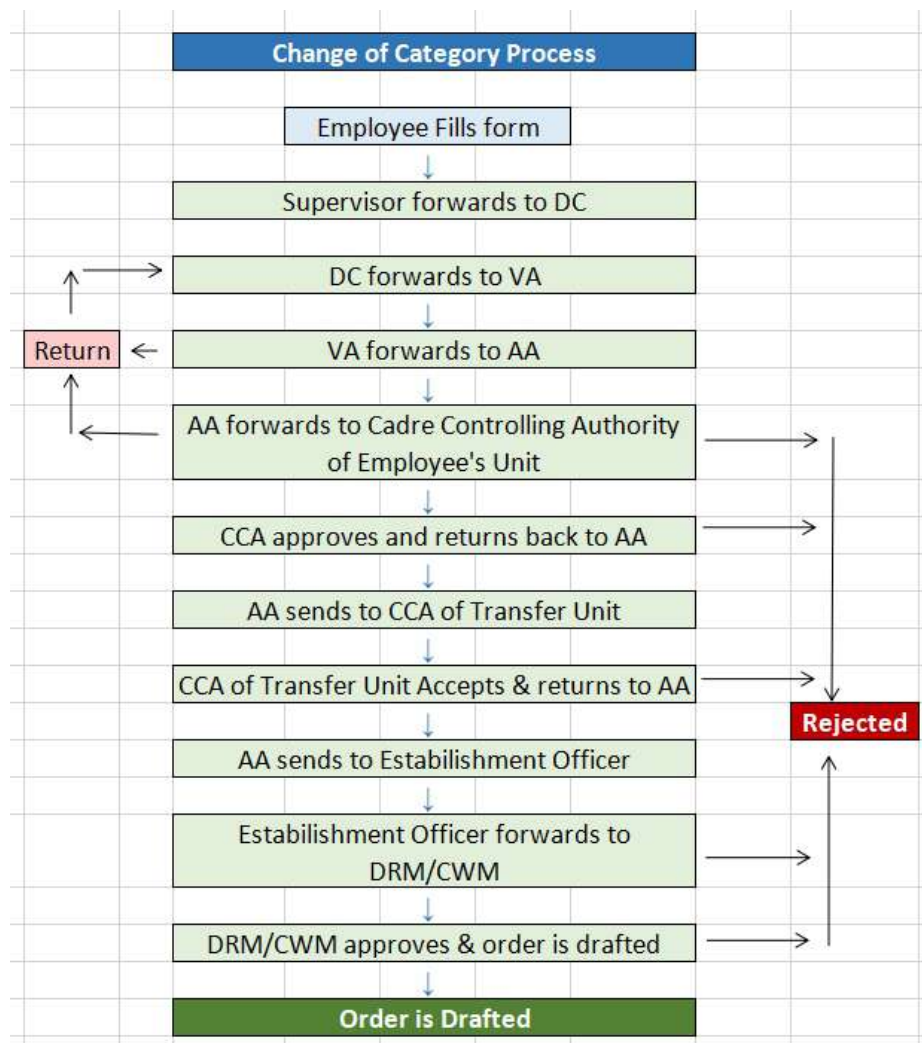 Change of Category Process
Employee Fills form
Supervisor forwards to DC
DC forwards to VA
Return
VA forwards to AA
AA forwards to Cadre Controlling Authority
of Employee's Unit
CCA approves and returns back to AA
AA sends to CCA of Transfer Unit
CCA of Transfer Unit Accepts & returns to AA
Rejected
AA sends to Estabilishment Officer
Estabilishment Officer forwards to
DRM/CWM
DRM/CWM approves & order is drafted
Order is Drafted